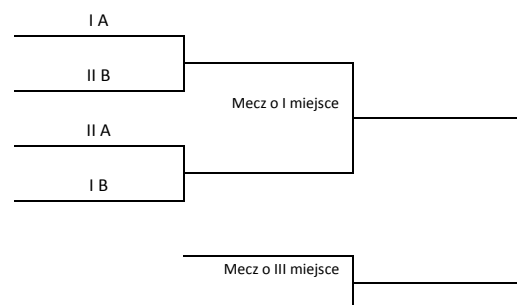 I A
II B
Mecz o I miejsce
II A
I B
Mecz o III miejsce